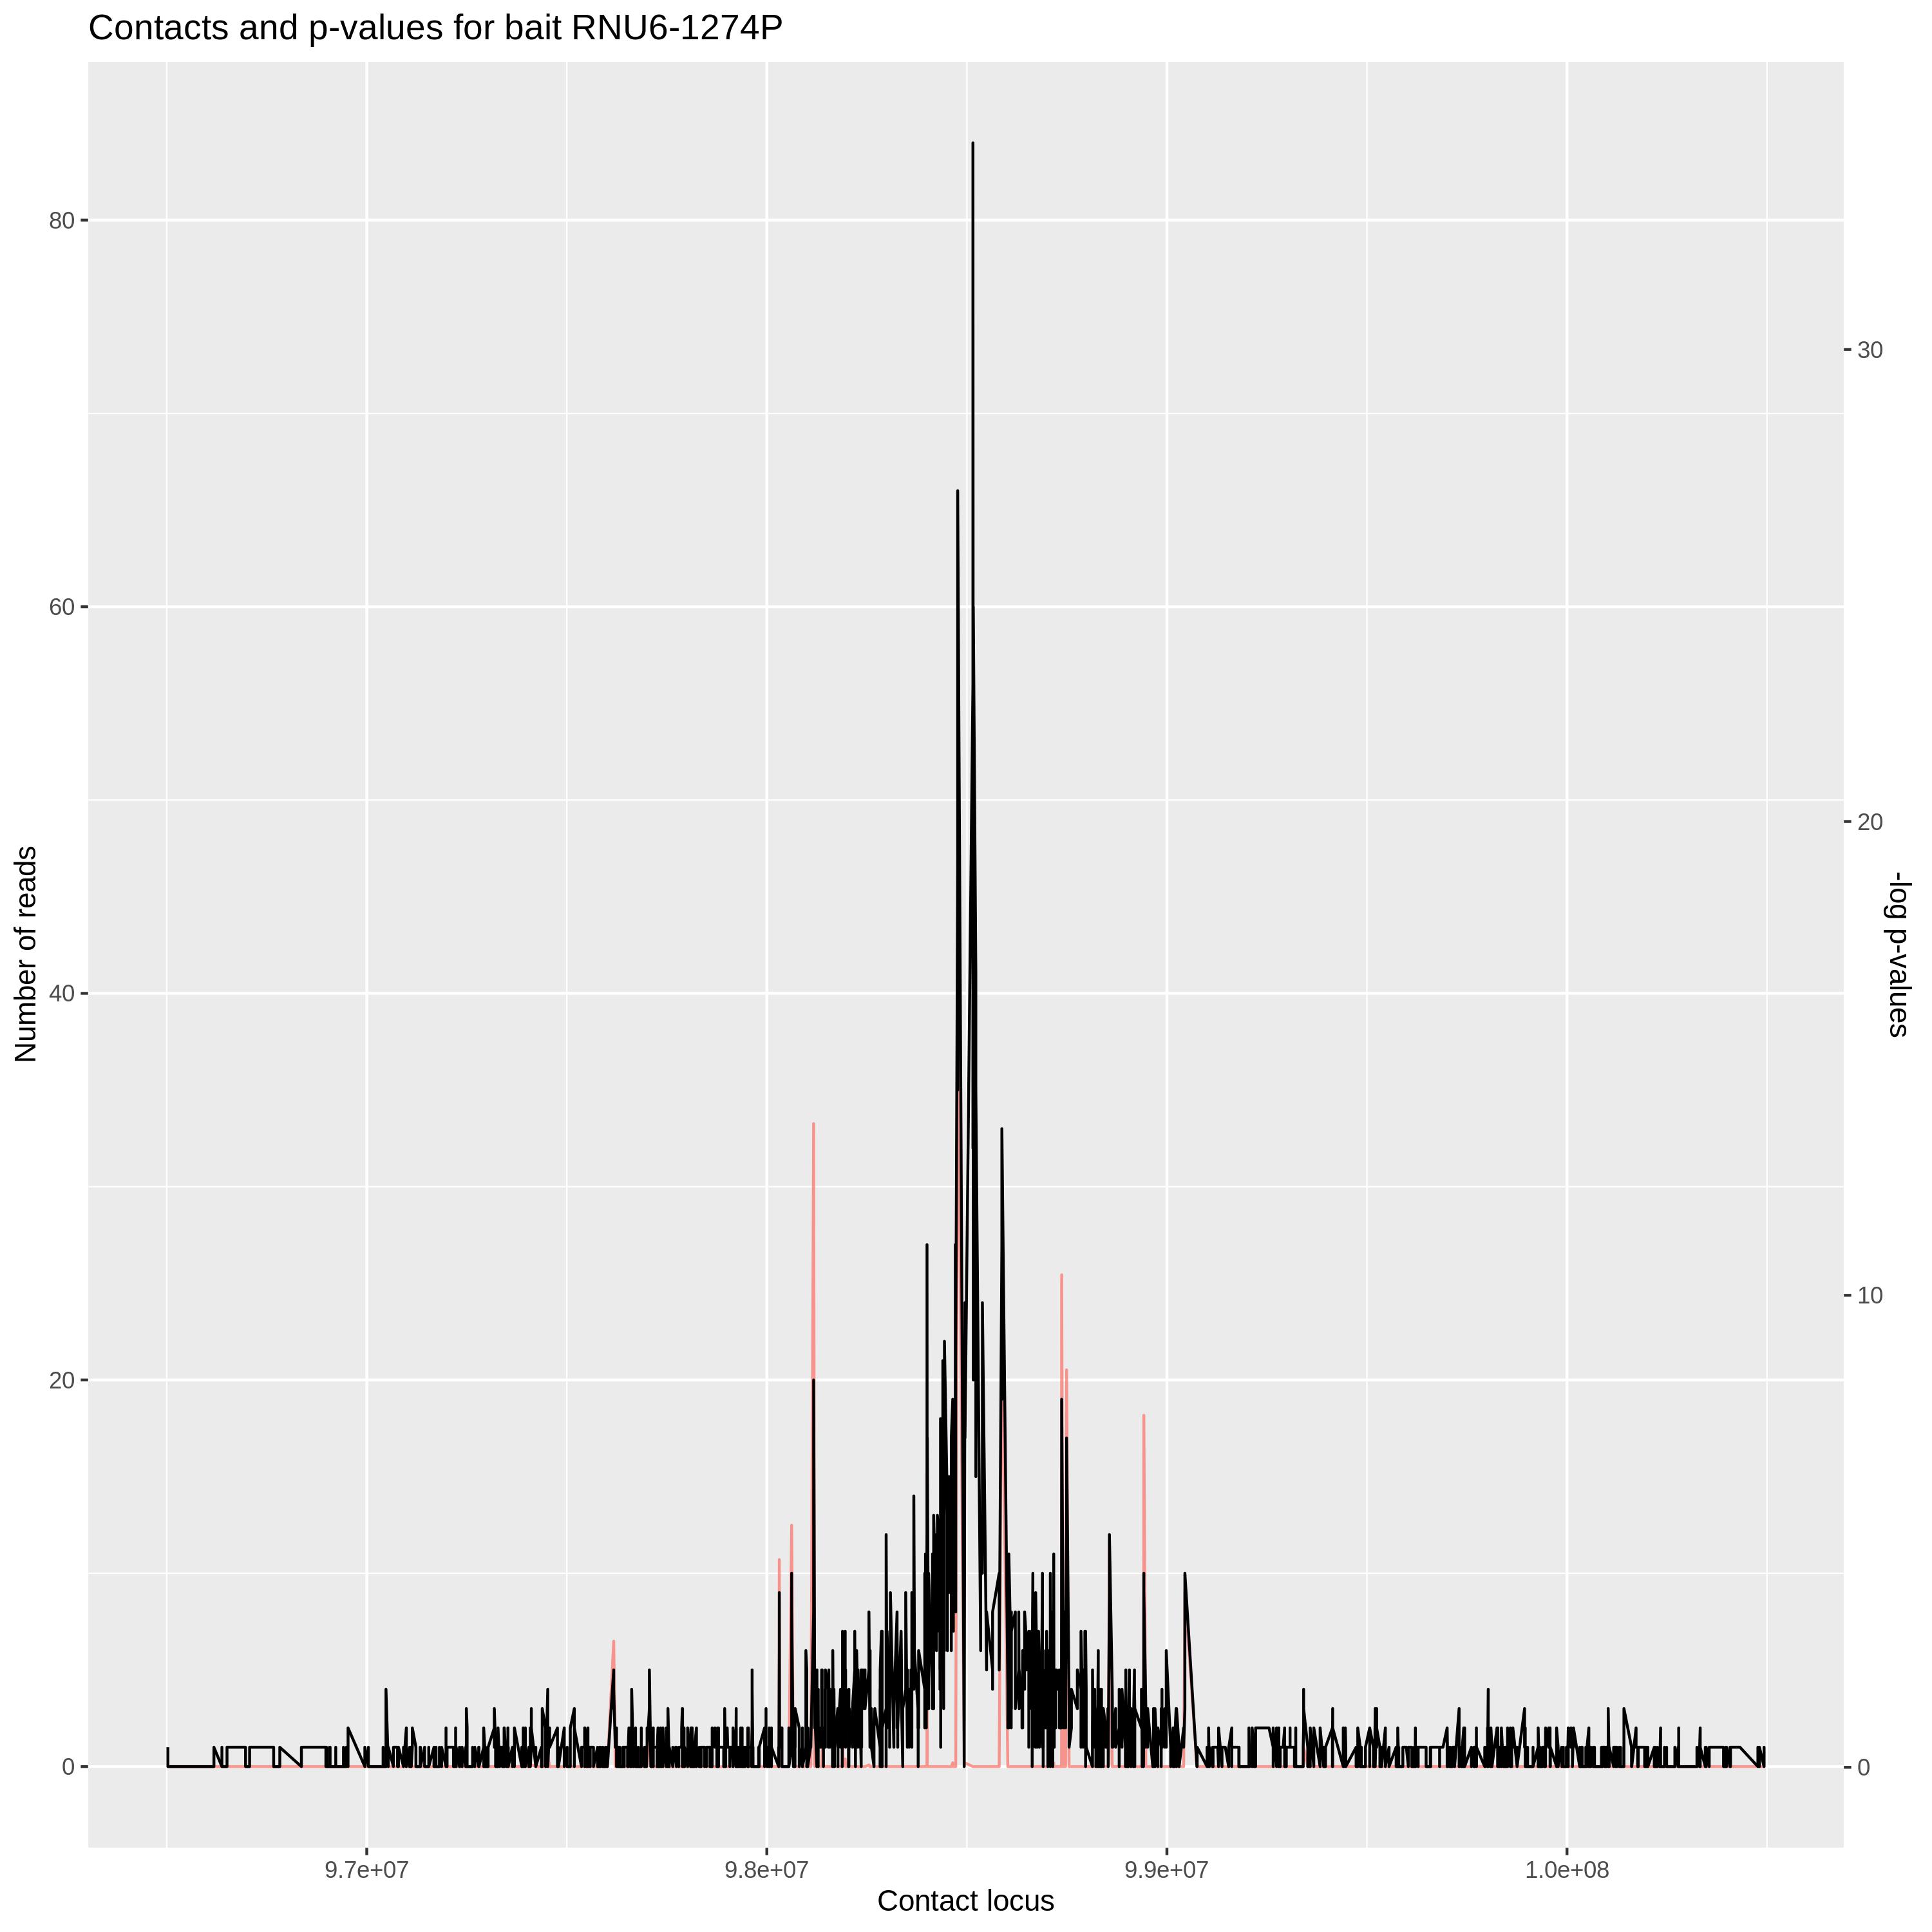 Contacts and p-values for bait RNU6-1274P
80
60
40
20
0
Number of reads
30
20
10
0
-log p-values
9.7e+07
9.8e+07
9.9e+07
1.0e+08
Contact locus